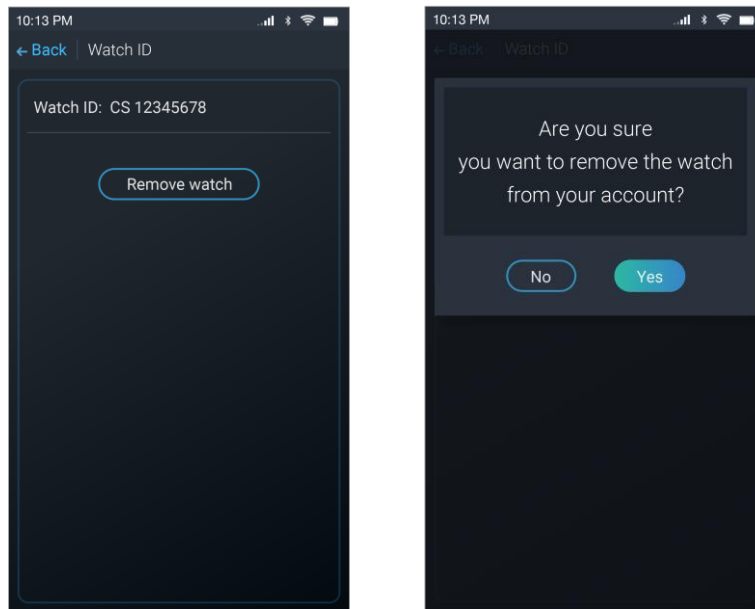 10:13 PM
← Back | Watch ID
Watch ID: CS 12345678
Remove watch
10:13 PM
← Back Watch ID
Are you sure
you want to remove the watch
from your account?
No Yes